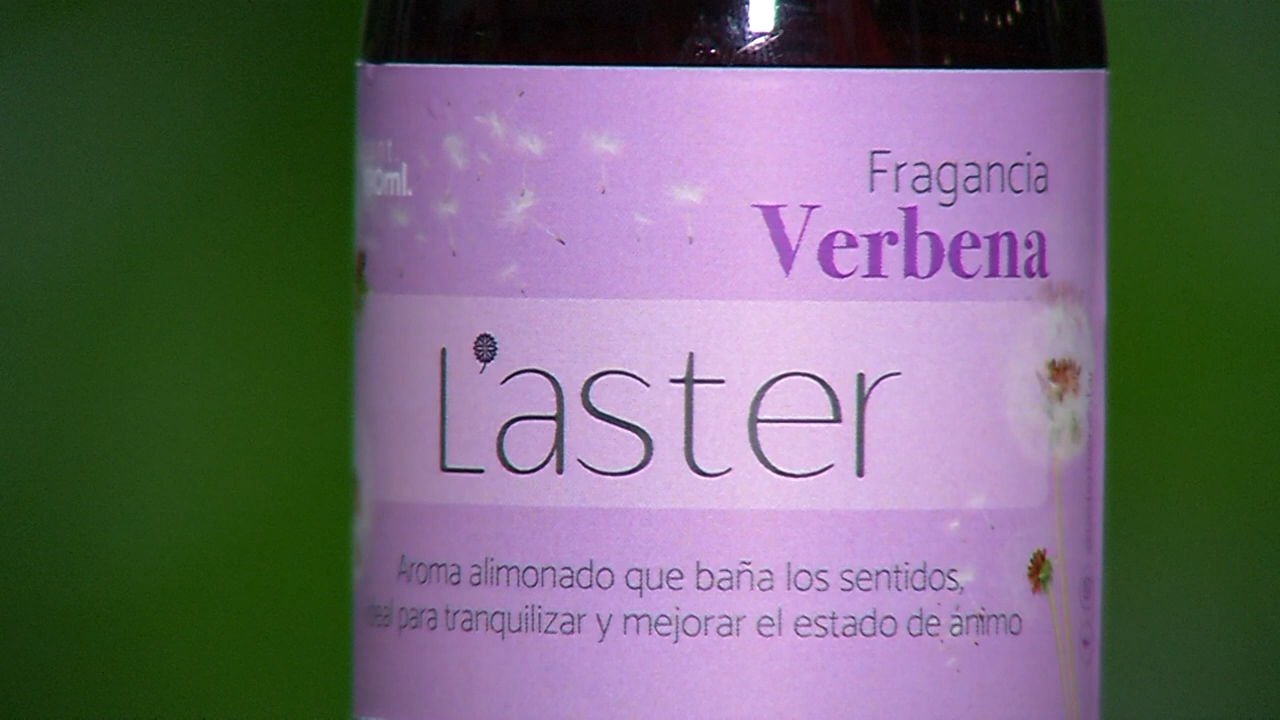 Fragancia
Verbena
L'aster
Aroma alimonado que baña los sentidos,
para tranquilizar y mejorar el estado de ánimo